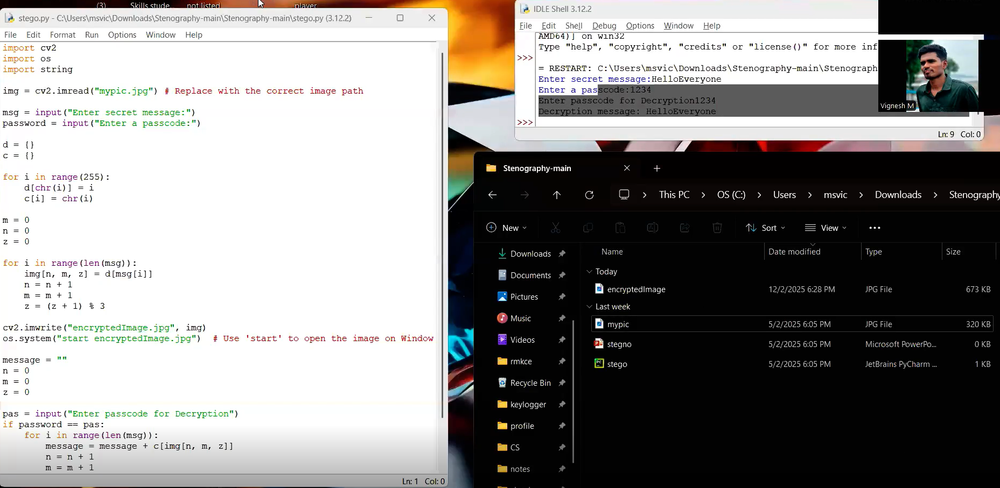 (3) Skills stude... not listed player
stego.py - C:\Users\msvic\Downloads\Stenography-main\Stenography-main\stego.py (3.12.2)
File Edit Format Run Options Window Help
import cv2
import os
import string
img = cv2.imread("mypic.jpg") # Replace with the correct image path
msg = input("Enter secret message:")
password = input("Enter a passcode:")
d = {}
c = {}
for i in range(255):
    d[chr(i)] = i
    c[i] = chr(i)
m = 0
n = 0
z = 0
for i in range(len(msg)):
    img[n, m, z] = d[msg[i]]
    n = n + 1
    m = m + 1
    z = (z + 1) % 3
cv2.imwrite("encryptedImage.jpg", img)
os.system("start encryptedImage.jpg")  # Use 'start' to open the image on Window
message = ""
n = 0
m = 0
z = 0
pas = input("Enter passcode for Decryption")
if password == pas:
    for i in range(len(msg)):
        message = message + c[img[n, m, z]]
        n = n + 1
        m = m + 1
Ln: 1 Col: 0
IDLE Shell 3.12.2
File Edit Shell Debug Options Window Help
AMD64)] on win32
Type "help", "copyright", "credits" or "license()" for more inf
>>>
= RESTART: C:\Users\msvic\Downloads\Stenography-main\Stenograph
Enter secret message:HelloEveryone
Enter a passcode:1234
Enter passcode for Decryption1234
Decryption message: HelloEveryone
>>>
Ln: 9 Col: 0
Vignesh M
Stenography-main
This PC > OS (C:) > Users > msvic > Downloads > Stenography
New Sort View
Downloads
Documents
Pictures
Music
Videos
rmkce
Recycle Bin
keylogger
profile
CS
notes
Name Date modified Type Size
Today
encryptedImage 12/2/2025 6:28 PM JPG File 673 KB
Last week
mypic 5/2/2025 6:05 PM JPG File 320 KB
stegno 5/2/2025 6:05 PM Microsoft PowerPo... 0 KB
stego 5/2/2025 6:05 PM JetBrains PyCharm ... 1 KB